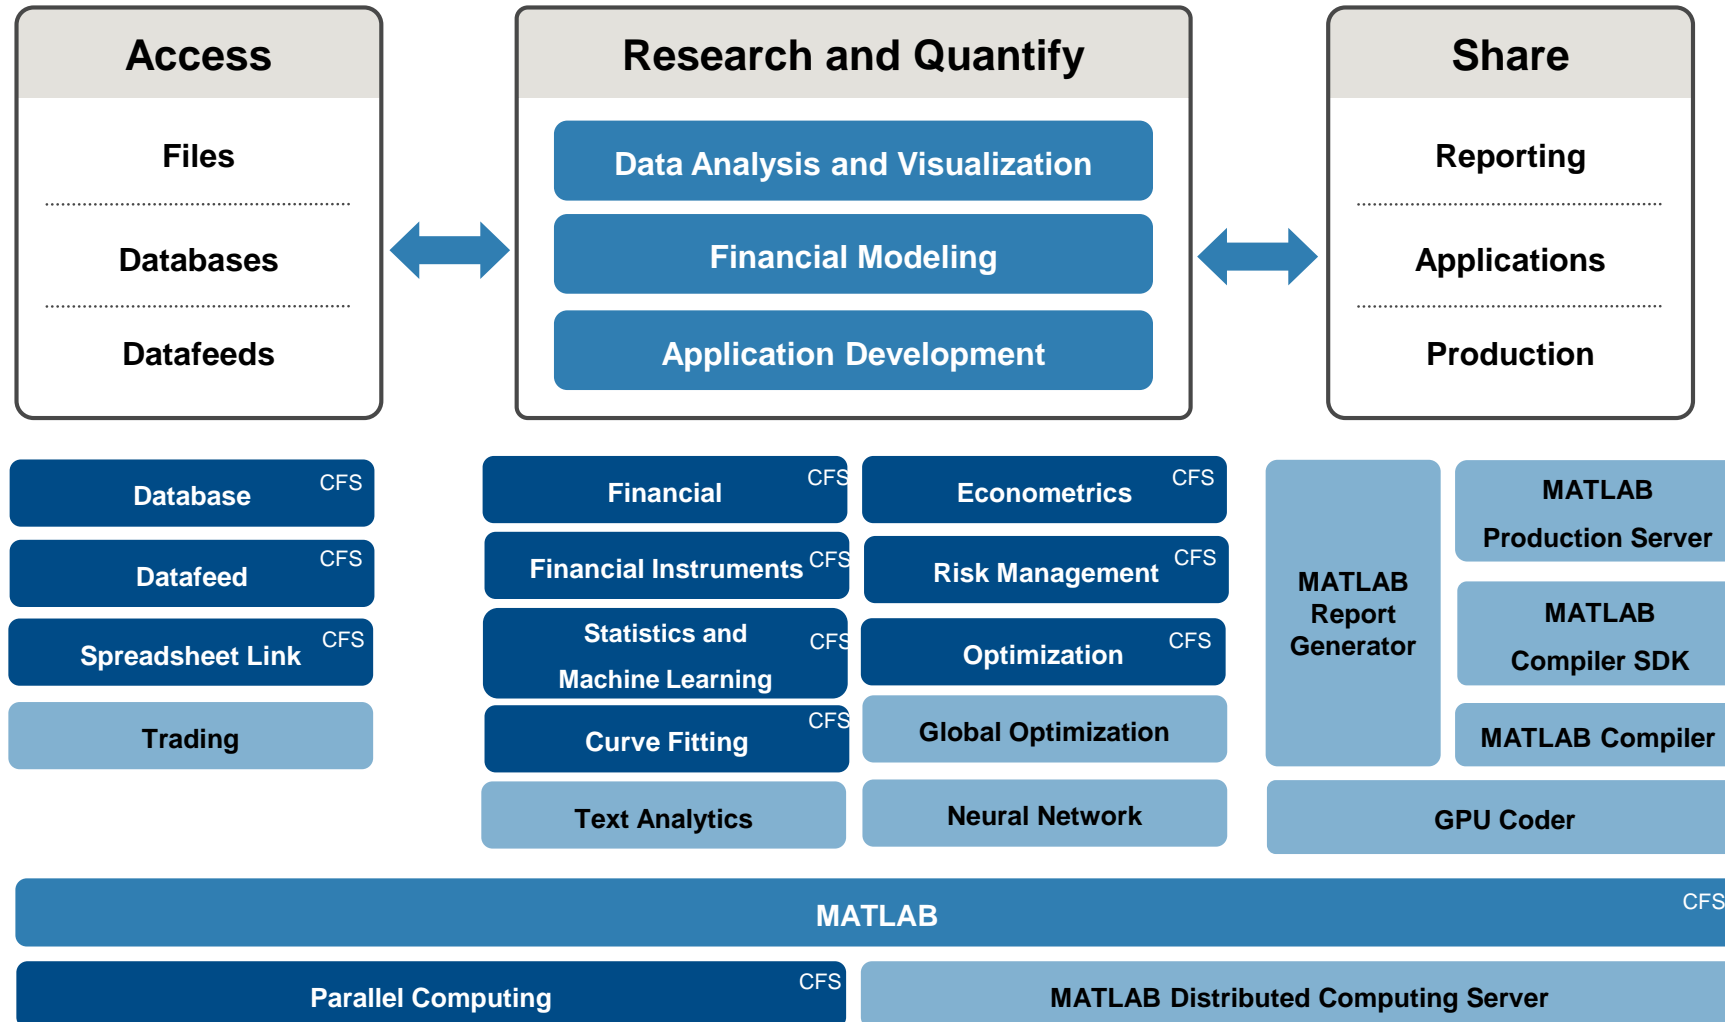 Access
Files
Databases
Datafeeds
Research and Quantify
Data Analysis and Visualization
Financial Modeling
Application Development
Share
Reporting
Applications
Production
Database CFS
Datafeed CFS
Spreadsheet Link CFS
Trading
Financial CFS
Financial Instruments CFS
Statistics and
Machine Learning CFS
Curve Fitting CFS
Text Analytics
Econometrics CFS
Risk Management CFS
Optimization CFS
Global Optimization
Neural Network
MATLAB
Report
Generator
MATLAB
Production Server
MATLAB
Compiler SDK
MATLAB Compiler
GPU Coder
MATLAB CFS
Parallel Computing CFS
MATLAB Distributed Computing Server